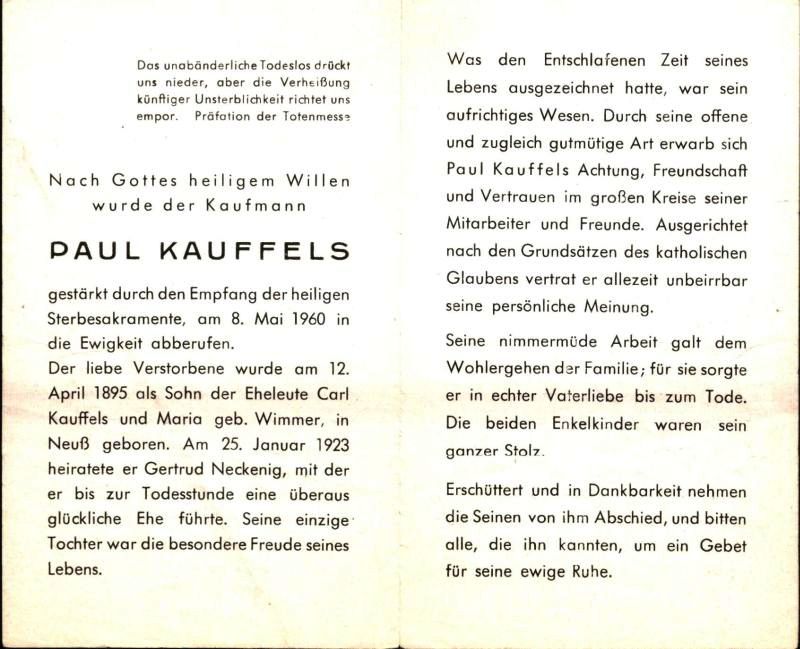 Das unabänderliche Todeslos drückt
uns nieder, aber die Verheißung
künftiger Unsterblichkeit richtet uns
empor. Präfation der Totenmesse
Nach Gottes heiligem Willen
wurde der Kaufmann
PAUL KAUFFELS
gestärkt durch den Empfang der heiligen
Sterbesakramente, am 8. Mai 1960 in
die Ewigkeit abberufen.
Der liebe Verstorbene wurde am 12.
April 1895 als Sohn der Eheleute Carl
Kauffels und Maria geb. Wimmer, in
Neuß geboren. Am 25. Januar 1923
heiratete er Gertrud Neckenig, mit der
er bis zur Todesstunde eine überaus
glückliche Ehe führte. Seine einzige
Tochter war die besondere Freude seines
Lebens.
Was den Entschlafenen Zeit seines
Lebens ausgezeichnet hatte, war sein
aufrichtiges Wesen. Durch seine offene
und zugleich gutmütige Art erwarb sich
Paul Kauffels Achtung, Freundschaft
und Vertrauen im großen Kreise seiner
Mitarbeiter und Freunde. Ausgerichtet
nach den Grundsätzen des katholischen
Glaubens vertrat er allezeit unbeirrbar
seine persönliche Meinung.
Seine nimmermüde Arbeit galt dem
Wohlergehen der Familie; für sie sorgte
er in echter Vaterliebe bis zum Tode.
Die beiden Enkelkinder waren sein
ganzer Stolz.
Erschüttert und in Dankbarkeit nehmen
die Seinen von ihm Abschied, und bitten
alle, die ihn kannten, um ein Gebet
für seine ewige Ruhe.